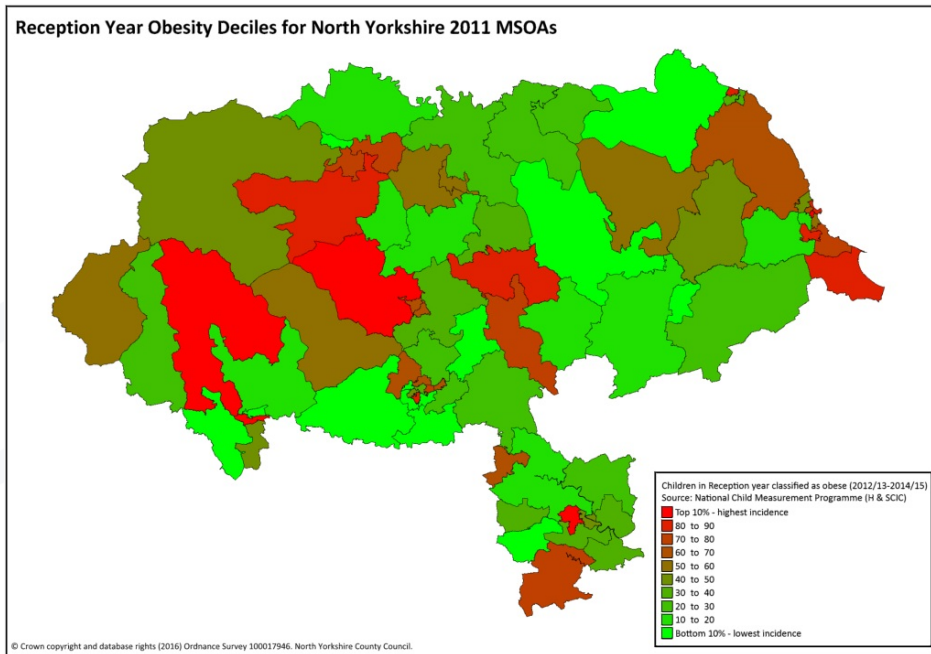 Reception Year Obesity Deciles for North Yorkshire 2011 MSOAs
Children in Reception year classified as obese (2012/13-2014/15)
Source: National Child Measurement Programme (H & SCIC)
Top 10% - highest incidence
80 to 90
70 to 80
60 to 70
50 to 60
40 to 50
30 to 40
20 to 30
10 to 20
Bottom 10% - lowest incidence
© Crown copyright and database rights (2016) Ordnance Survey 100017946. North Yorkshire County Council.